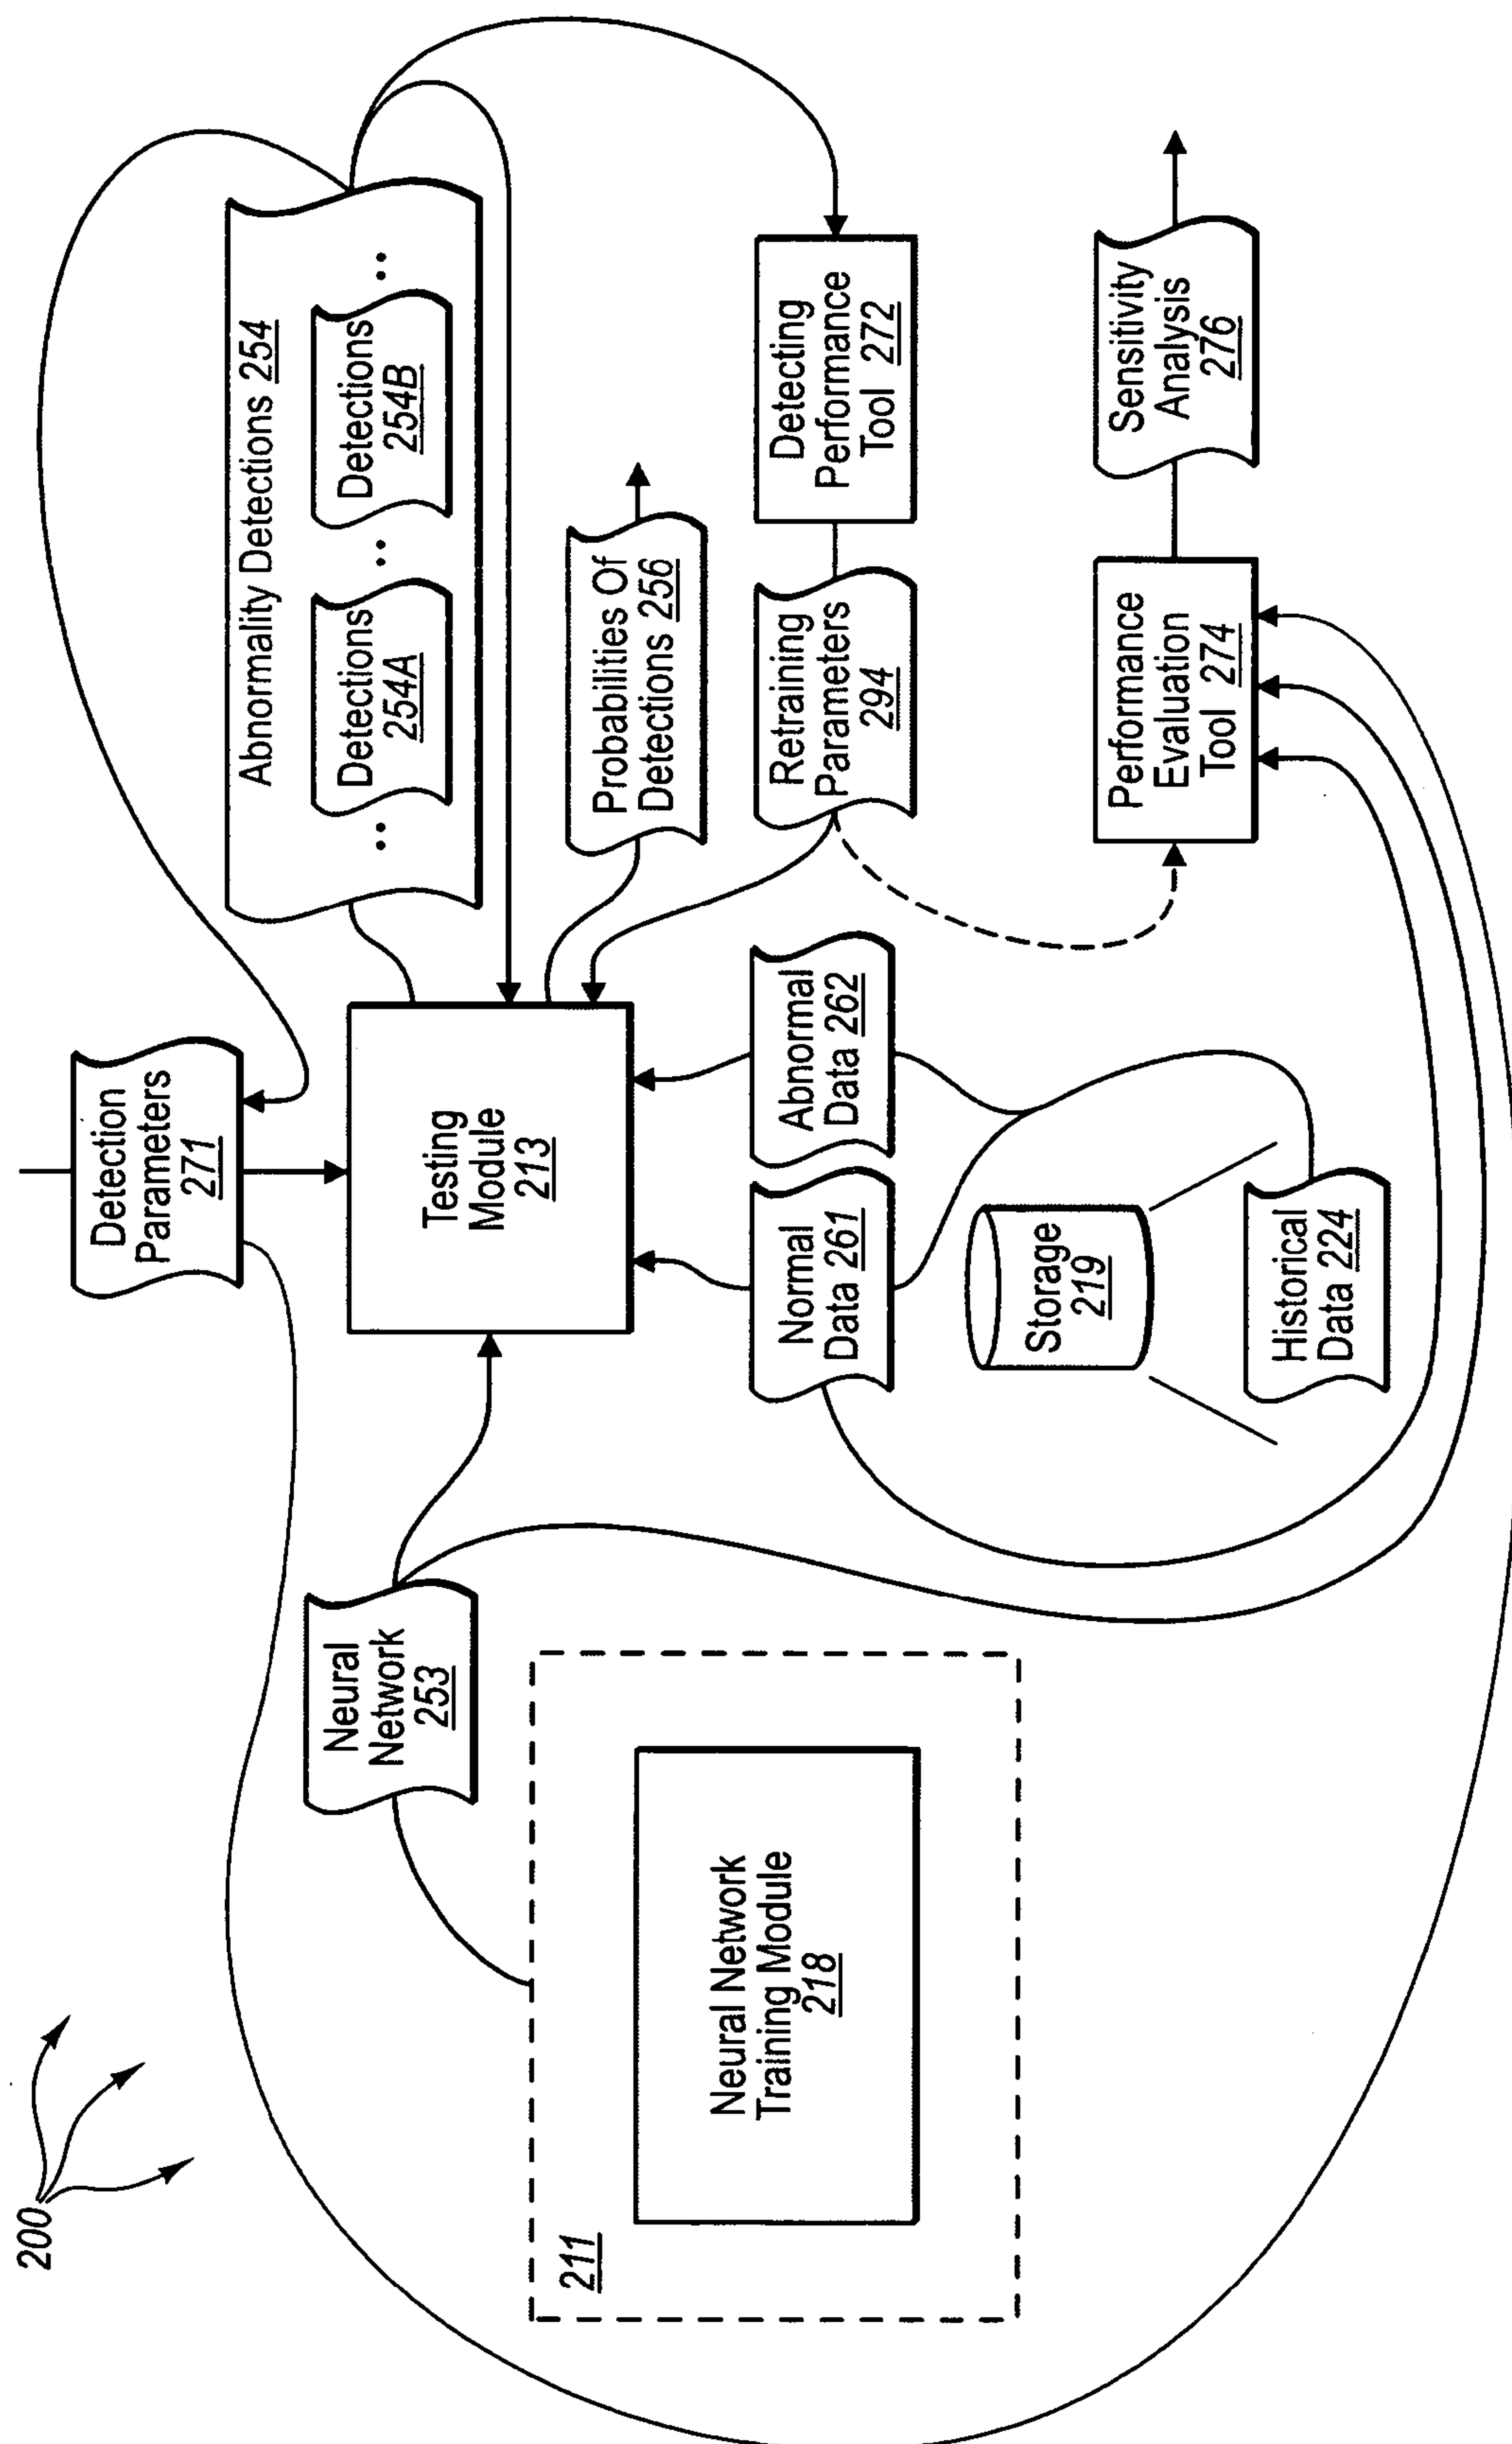 200
Detection
Parameters
271
Abnormality Detections 254
Detections
254A
Detections
254B
Neural
Network
253
Testing
Module
213
Probabilities Of
Detections 256
211
Neural Network
Training Module
218
Normal
Data 261
Abnormal
Data 262
Retraining
Parameters
294
Detecting
Performance
Tool 272
Storage
219
Historical
Data 224
Performance
Evaluation
Tool 274
Sensitivity
Analysis
276